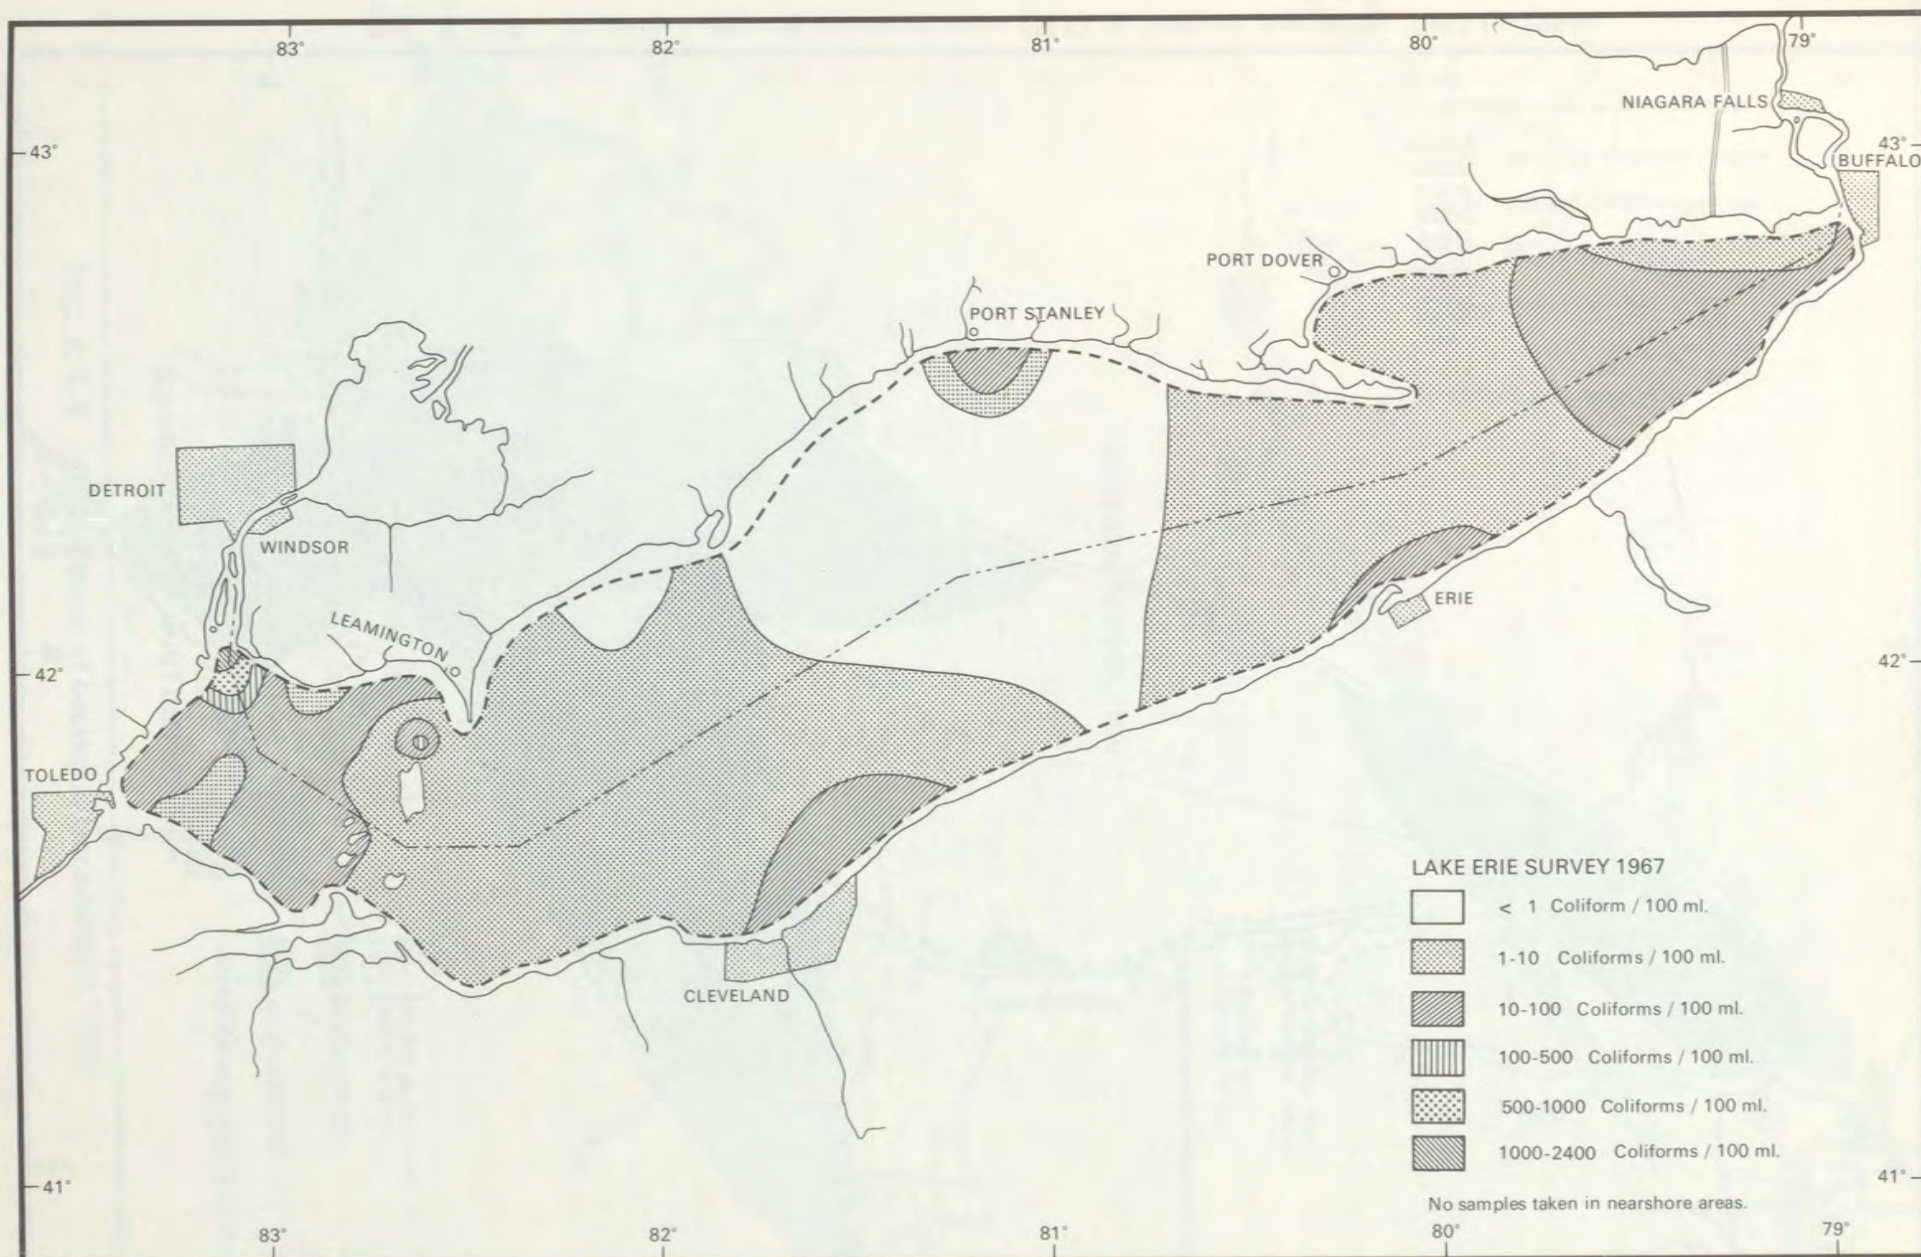 83°
82°
81°
80°
79°
NIAGARA FALLS
43°
43°
BUFFALO
PORT DOVER
PORT STANLEY
DETROIT
WINDSOR
LEAMINGTON
ERIE
42°
42°
TOLEDO
CLEVELAND
LAKE ERIE SURVEY 1967
< 1 Coliform / 100 ml.
1-10 Coliforms / 100 ml.
10-100 Coliforms / 100 ml.
100-500 Coliforms / 100 ml.
500-1000 Coliforms / 100 ml.
1000-2400 Coliforms / 100 ml.
No samples taken in nearshore areas.
41°
41°
83°
82°
81°
80°
79°